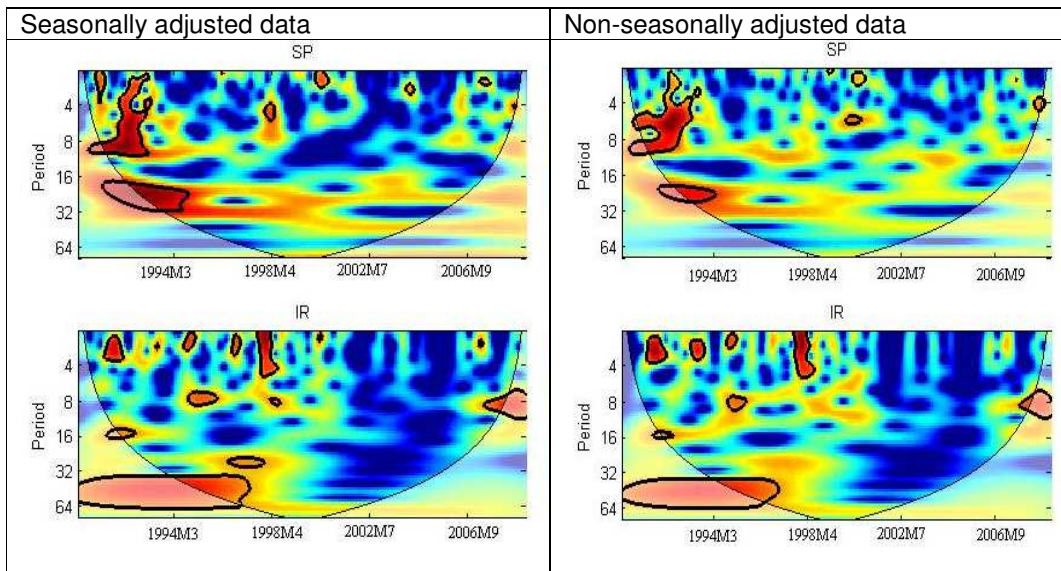 Seasonally adjusted data
Non-seasonally adjusted data
SP
Period
4
8
16
32
64
1994M3 1998M4 2002M7 2006M9
SP
Period
4
8
16
32
64
1994M3 1998M4 2002M7 2006M9
IR
Period
4
8
16
32
64
1994M3 1998M4 2002M7 2006M9
IR
Period
4
8
16
32
64
1994M3 1998M4 2002M7 2006M9